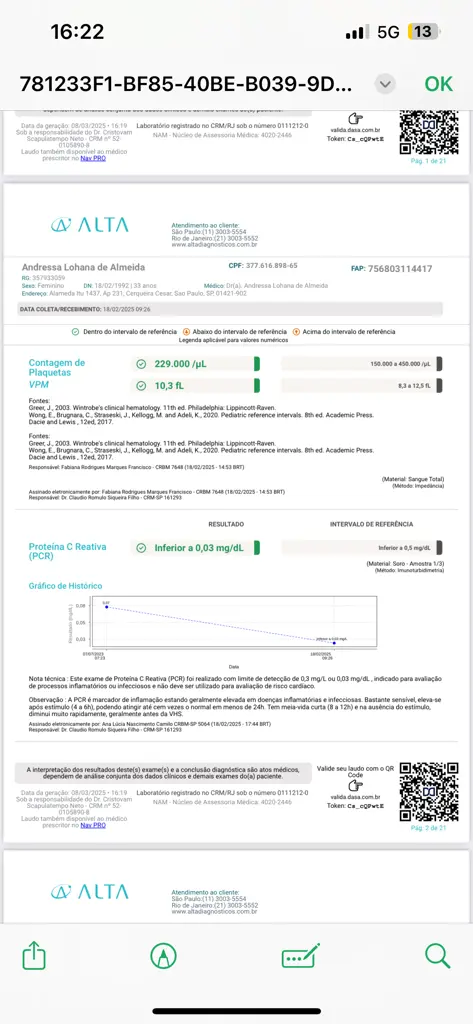 16:22
5G
13
781233F1-BF85-40BE-B039-9D...
OK
Data da geração: 08/03/2025 • 16:19
Sob a responsabilidade do Dr. Cristovam
Scapulatempo Neto - CRM nº 52-
0105890-8
Laudo também disponível ao médico
prescritor no Nav PRO
Laboratório registrado no CRM/RJ sob o número 0111212-0
NAM - Núcleo de Assessoria Médica: 4020-2446
valida.dasa.com.br
Token: Cs_cQPwtE
Pág. 1 de 21
ALTA
Atendimento ao cliente:
São Paulo:(11) 3003-5554
Rio de Janeiro:(21) 3003-5552
www.altadiagnosticos.com.br
Andressa Lohana de Almeida
CPF: 377.616.898-65
FAP: 756803114417
RG: 357933059
Sexo: Feminino
DN: 18/02/1992 | 33 anos
Médico: Dr(a). Andressa Lohana de Almeida
Endereço: Alameda Itu 1437, Ap 231, Cerqueira Cesar, Sao Paulo, SP, 01421-902
DATA COLETA/RECEBIMENTO: 18/02/2025 09:26
Dentro do intervalo de referência
Abaixo do intervalo de referência
Acima do intervalo de referência
Legenda aplicável para valores numéricos
Contagem de
Plaquetas
229.000 /µL
150.000 a 450.000 /µL
VPM
10,3 fL
8,3 a 12,5 fL
Fontes:
Greer, J., 2003. Wintrobe's clinical hematology. 11th ed. Philadelphia: Lippincott-Raven.
Wong, E., Brugnara, C., Straseski, J., Kellogg, M. and Adeli, K., 2020. Pediatric reference intervals. 8th ed. Academic Press.
Dacie and Lewis , 12ed, 2017.
Fontes:
Greer, J., 2003. Wintrobe's clinical hematology. 11th ed. Philadelphia: Lippincott-Raven.
Wong, E., Brugnara, C., Straseski, J., Kellogg, M. and Adeli, K., 2020. Pediatric reference intervals. 8th ed. Academic Press.
Dacie and Lewis , 12ed, 2017.
Responsável: Fabiana Rodrigues Marques Francisco - CRBM 7648 (18/02/2025 - 14:53 BRT)
(Material: Sangue Total)
(Método: Impedância)
Assinado eletronicamente por: Fabiana Rodrigues Marques Francisco - CRBM 7648 (18/02/2025 - 14:53 BRT)
Responsável: Dr. Claudio Romulo Siqueira Filho - CRM-SP 161293
RESULTADO
INTERVALO DE REFERÊNCIA
Proteína C Reativa
(PCR)
Inferior a 0,03 mg/dL
Inferior a 0,5 mg/dL
(Material: Soro - Amostra 1/3)
(Método: Imunoturbidimetria)
Gráfico de Histórico
07/07/2023
07:23
18/02/2025
09:26
Data
Nota técnica : Este exame de Proteína C Reativa (PCR) foi realizado com limite de detecção de 0,3 mg/L ou 0,03 mg/dL , indicado para avaliação
de processos inflamatórios ou infecciosos e não deve ser utilizado para avaliação de risco cardíaco.
Observação : A PCR é marcador de inflamação estando geralmente elevada em doenças inflamatórias e infecciosas. Bastante sensível, eleva-se
após estímulo (4 a 6h), podendo atingir até cem vezes o normal em menos de 24h. Tem meia-vida curta (8 a 12h) e na ausência do estímulo,
diminui muito rapidamente, geralmente antes da VHS.
Assinado eletronicamente por: Ana Lúcia Nascimento Camilo CRBM-SP 5064 (18/02/2025 - 17:44 BRT)
Responsável: Dr. Claudio Romulo Siqueira Filho - CRM-SP 161293
A interpretação dos resultados deste(s) exame(s) e a conclusão diagnóstica são atos médicos,
dependem de análise conjunta dos dados clínicos e demais exames do(a) paciente.
Valide seu laudo com o QR
Code
Data da geração: 08/03/2025 • 16:19
Sob a responsabilidade do Dr. Cristovam
Scapulatempo Neto - CRM nº 52-
0105890-8
Laudo também disponível ao médico
prescritor no Nav PRO
Laboratório registrado no CRM/RJ sob o número 0111212-0
NAM - Núcleo de Assessoria Médica: 4020-2446
valida.dasa.com.br
Token: Cs_cQPwtE
Pág. 2 de 21
ALTA
Atendimento ao cliente:
São Paulo:(11) 3003-5554
Rio de Janeiro:(21) 3003-5552
www.altadiagnosticos.com.br